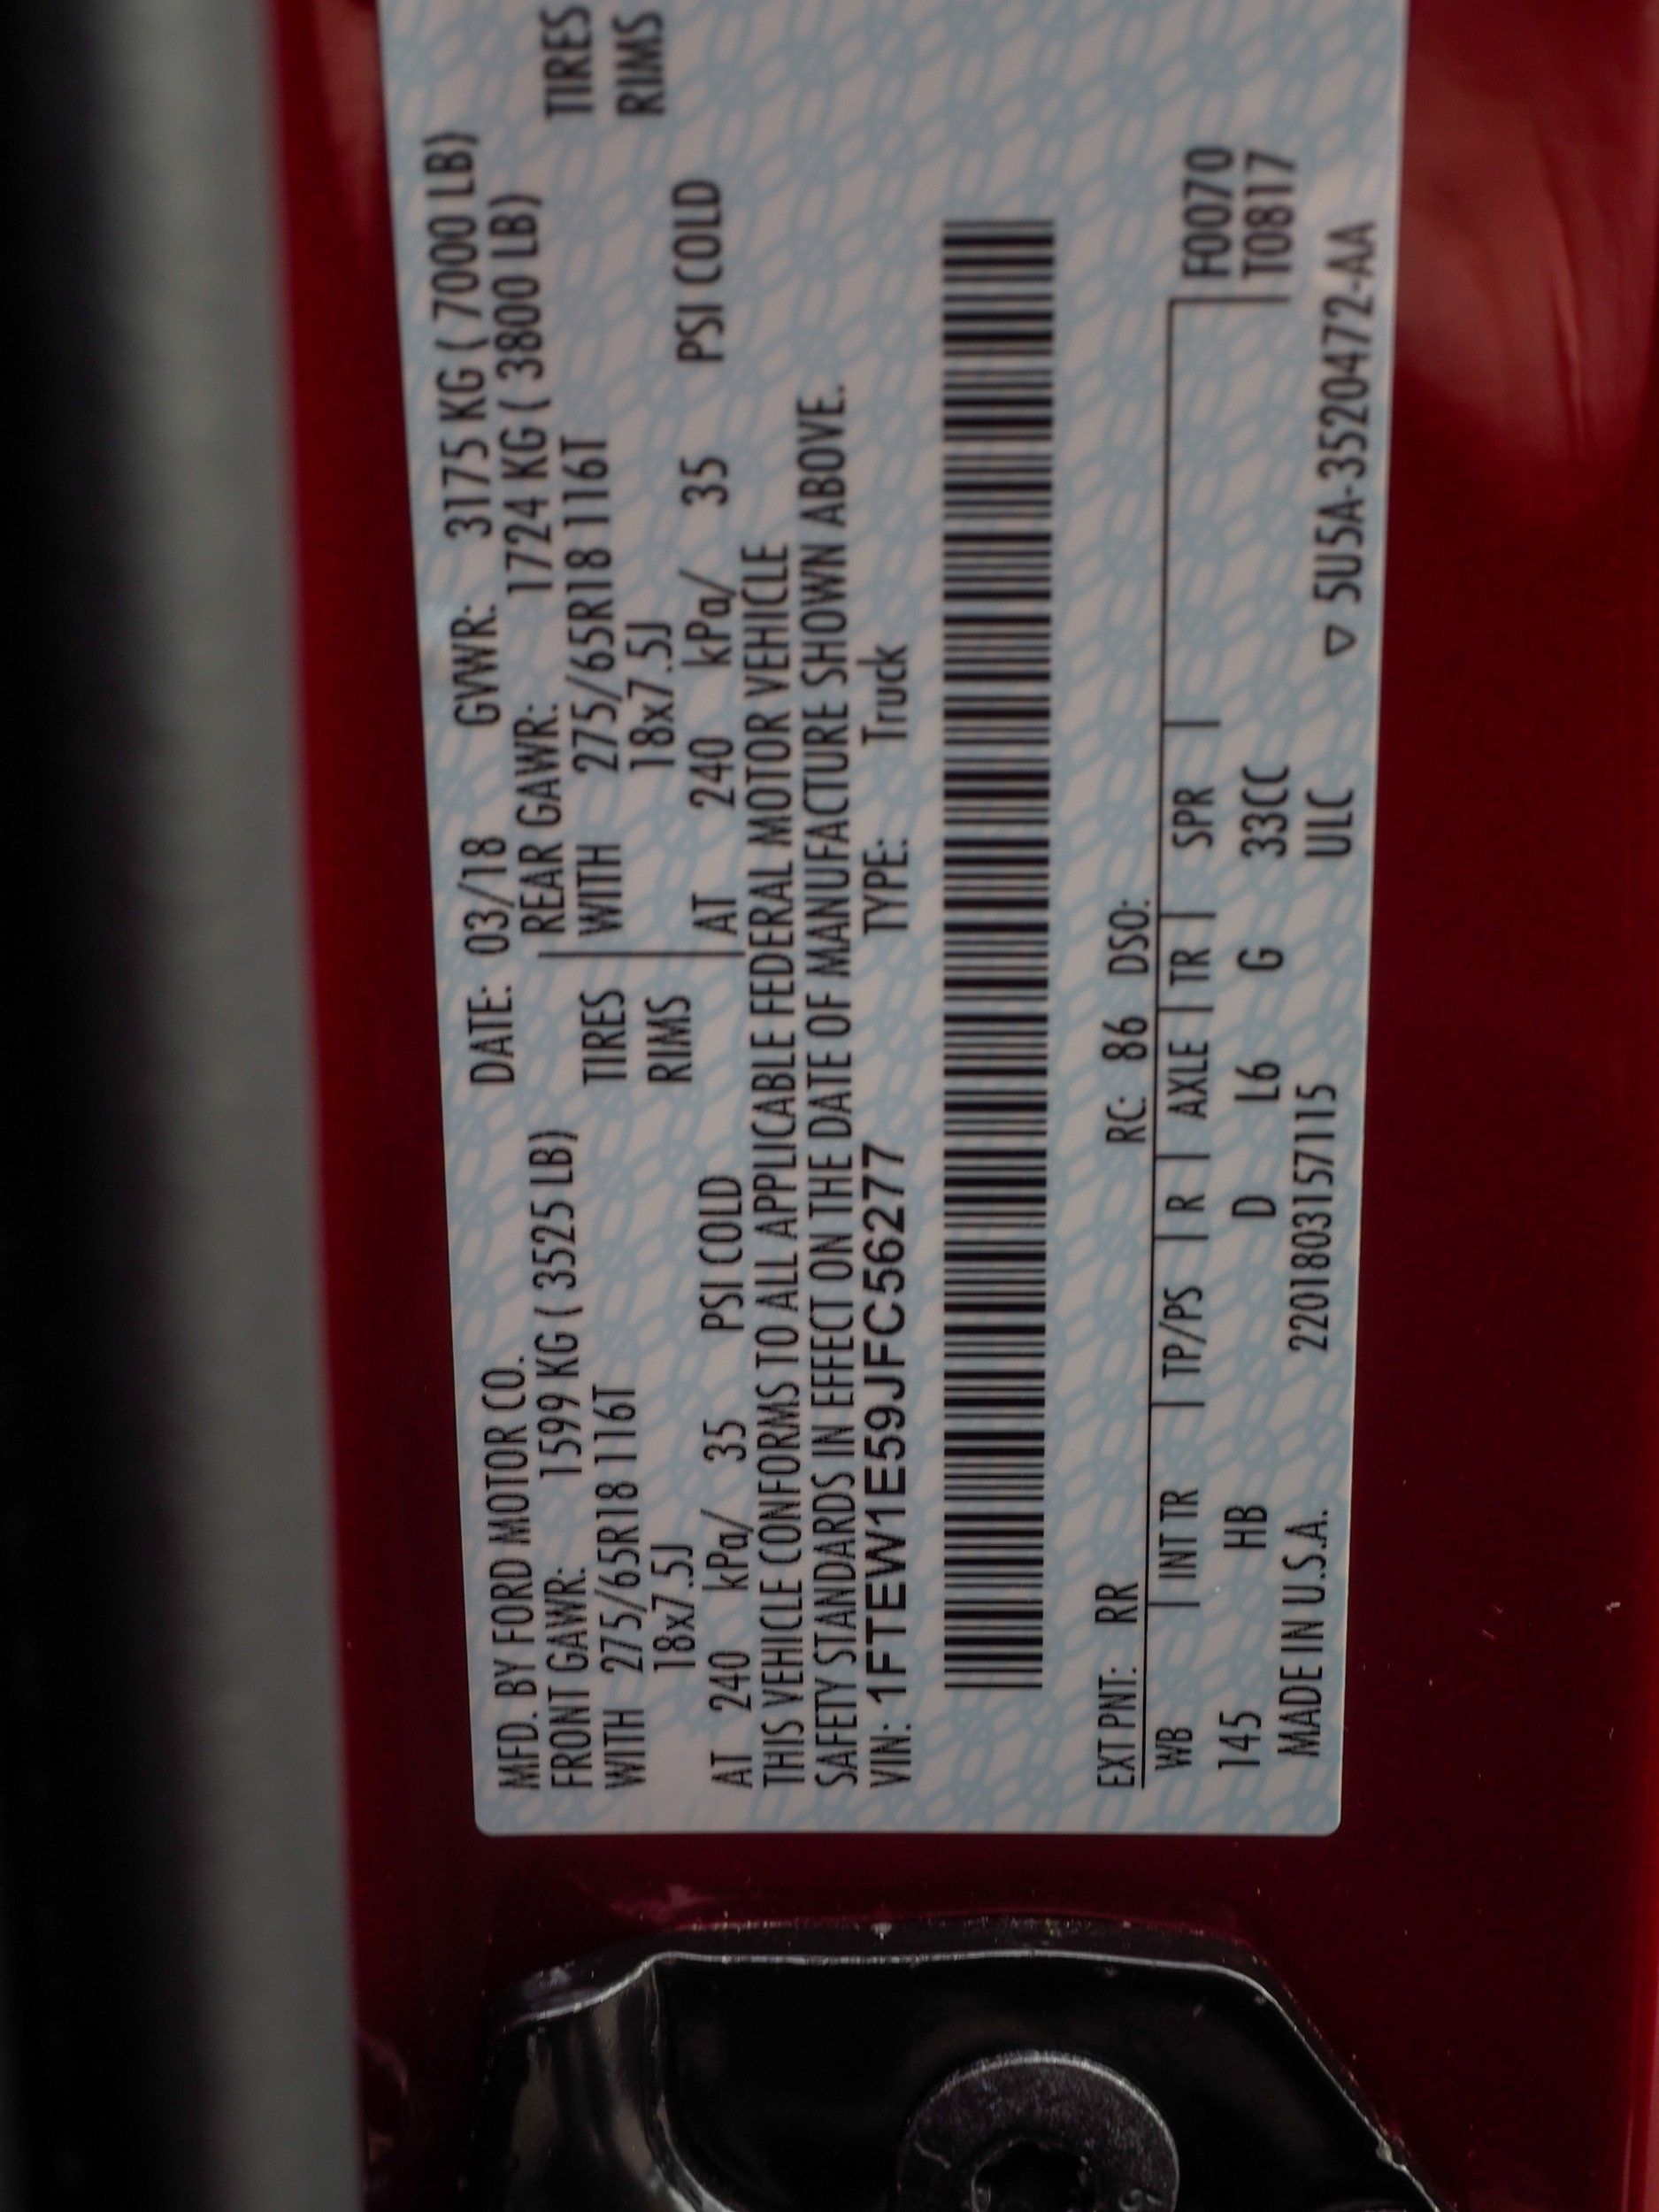 MFD. BY FORD MOTOR CO. DATE: 03/18 GVWR: 3175 KG ( 7000 LB)
FRONT GAWR: 1599 KG ( 3525 LB) REAR GAWR: 1724 KG ( 3800 LB)
WITH 275/65R18 116T TIRES WITH 275/65R18 116T TIRES
18x7.5J RIMS 18x7.5J RIMS
AT 240 kPa/ 35 PSI COLD AT 240 kPa/ 35 PSI COLD
THIS VEHICLE CONFORMS TO ALL APPLICABLE FEDERAL MOTOR VEHICLE
SAFETY STANDARDS IN EFFECT ON THE DATE OF MANUFACTURE SHOWN ABOVE.
VIN: 1FTEW1E59JFC56277 TYPE: Truck
EXT PNT: RR RC: 86 DSO:
WB | INT TR | TP/PS | R | AXLE | TR | SPR | F0070
145 HB D L6 G 33CC T0817
MADE IN U.S.A. 2201803157115 ULC ▽ 5U5A-3520472-AA